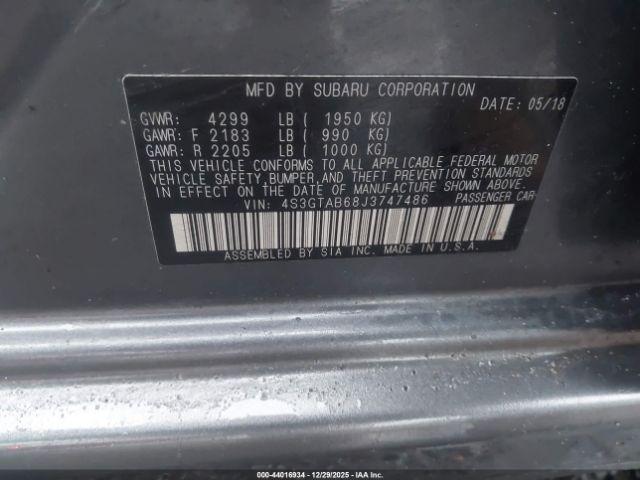 MFD BY SUBARU CORPORATION
DATE: 05/18
GVWR: 4299 LB ( 1950 KG)
GAWR: F 2183 LB ( 990 KG)
GAWR: R 2205 LB ( 1000 KG)
THIS VEHICLE CONFORMS TO ALL APPLICABLE FEDERAL MOTOR
VEHICLE SAFETY, BUMPER, AND THEFT PREVENTION STANDARDS
IN EFFECT ON THE DATE OF MANUFACTURE SHOWN ABOVE.
VIN: 4S3GTAB68J3747486 PASSENGER CAR
ASSEMBLED BY SIA INC. MADE IN U.S.A.
000-44016934 - 12/29/2025 - IAAI.com